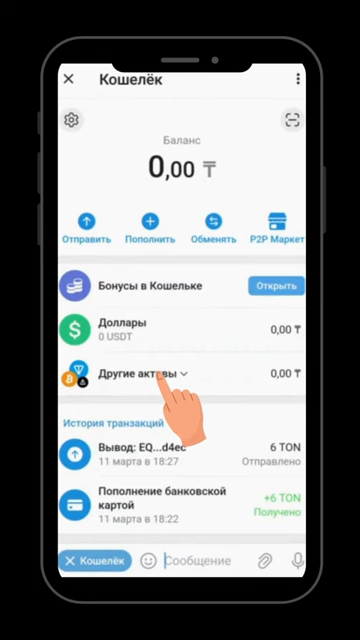 Кошелёк
Баланс
0,00 ₸
Отправить Пополнить Обменять P2P Маркет
Бонусы в Кошельке Открыть
Доллары
0 USDT 0,00 ₸
Другие активы 0,00 ₸
История транзакций
Вывод: EQ...d4ec 6 TON
11 марта в 18:27 Отправлено
Пополнение банковской
картой +6 TON
11 марта в 18:22 Получено
Кошелёк Сообщение